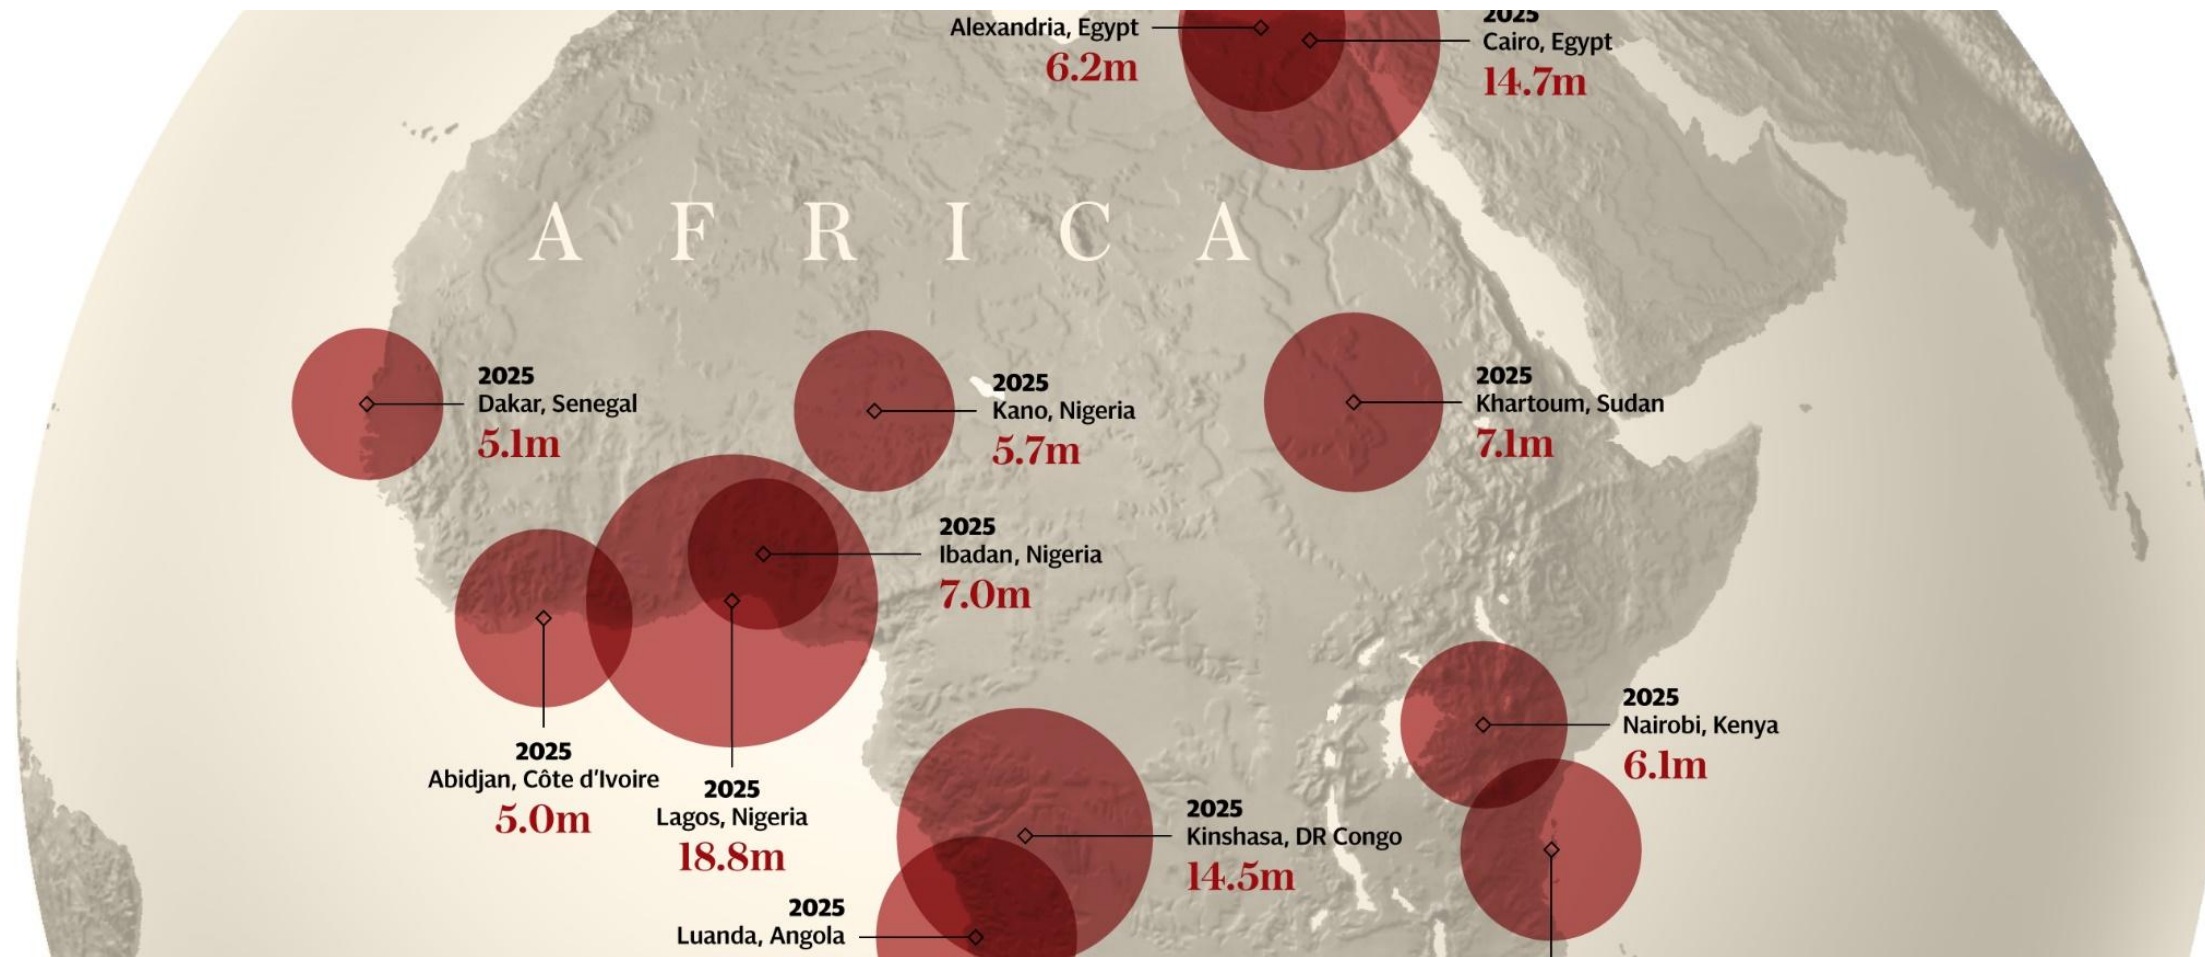 Alexandria, Egypt
6.2m
2025
Cairo, Egypt
14.7m
A F R I C A
2025
Dakar, Senegal
5.1m
2025
Kano, Nigeria
5.7m
2025
Khartoum, Sudan
7.1m
2025
Ibadan, Nigeria
7.0m
2025
Abidjan, Côte d'Ivoire
5.0m
2025
Lagos, Nigeria
18.8m
2025
Nairobi, Kenya
6.1m
2025
Kinshasa, DR Congo
14.5m
2025
Luanda, Angola